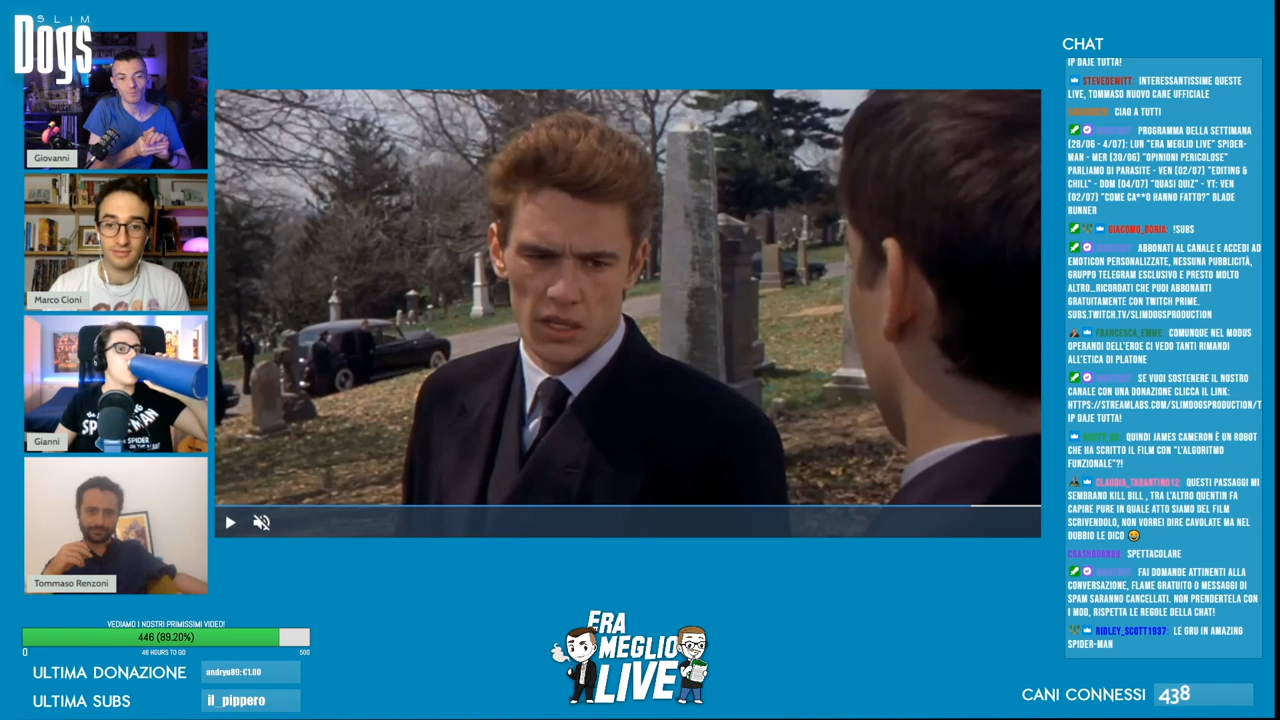 SLIM
Dogs
Giovanni
Marco Cioni
Gianni
Tommaso Renzoni
VEDIAMO I NOSTRI PRIMISSIMI VIDEO!
446 (89.20%)
0
46 HOURS TO GO
500
ULTIMA DONAZIONE
andryu89: €1.00
ULTIMA SUBS
il_pippero
ERA
MEGLIO
LIVE
CHAT
IP DAJE TUTTA!
STEVEDEWITT: INTERESSANTISSIME QUESTE
LIVE, TOMMASO NUOVO CANE UFFICIALE
CIAO A TUTTI
PROGRAMMA DELLA SETTIMANA
(28/06 - 4/07): LUN "ERA MEGLIO LIVE" SPIDER-
MAN - MER (30/06) "OPINIONI PERICOLOSE"
PARLIAMO DI PARASITE - VEN (02/07) "EDITING &
CHILL" - DOM (04/07) "QUASI QUIZ" - YT: VEN
(02/07) "COME CA**O HANNO FATTO?" BLADE
RUNNER
GIACOMO_BORIA: !SUBS
ABBONATI AL CANALE E ACCEDI AD
EMOTICON PERSONALIZZATE, NESSUNA PUBBLICITÀ,
GRUPPO TELEGRAM ESCLUSIVO E PRESTO MOLTO
ALTRO...RICORDATI CHE PUOI ABBONARTI
GRATUITAMENTE CON TWITCH PRIME.
SUBS.TWITCH.TV/SLIMDOGSPRODUCTION
FRANCESCA_EMME: COMUNQUE NEL MODUS
OPERANDI DELL'EROE CI VEDO TANTI RIMANDI
ALL'ETICA DI PLATONE
SE VUOI SOSTENERE IL NOSTRO
CANALE CON UNA DONAZIONE CLICCA IL LINK:
HTTPS://STREAMLABS.COM/SLIMDOGSPRODUCTION/T
IP DAJE TUTTA!
QUINDI JAMES CAMERON È UN ROBOT
CHE HA SCRITTO IL FILM CON "L'ALGORITMO
FUNZIONALE"?!
CLAUDIA_TARANTINO12: QUESTI PASSAGGI MI
SEMBRANO KILL BILL , TRA L'ALTRO QUENTIN FA
CAPIRE PURE IN QUALE ATTO SIAMO DEL FILM
SCRIVENDOLO, NON VORREI DIRE CAVOLATE MA NEL
DUBBIO LE DICO 😆
SPETTACOLARE
FAI DOMANDE ATTINENTI ALLA
CONVERSAZIONE, FLAME GRATUITO O MESSAGGI DI
SPAM SARANNO CANCELLATI. NON PRENDERTELA CON
I MOD, RISPETTA LE REGOLE DELLA CHAT!
RIDLEY_SCOTT1937: LE GRU IN AMAZING
SPIDER-MAN
CANI CONNESSI 438